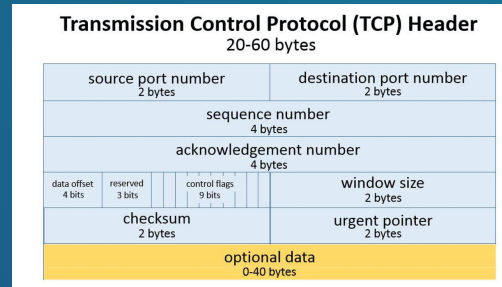 Transmission Control Protocol (TCP) Header
20-60 bytes
source port number
2 bytes
destination port number
2 bytes
sequence number
4 bytes
acknowledgement number
4 bytes
data offset
4 bits
reserved
3 bits
control flags
9 bits
window size
2 bytes
checksum
2 bytes
urgent pointer
2 bytes
optional data
0-40 bytes